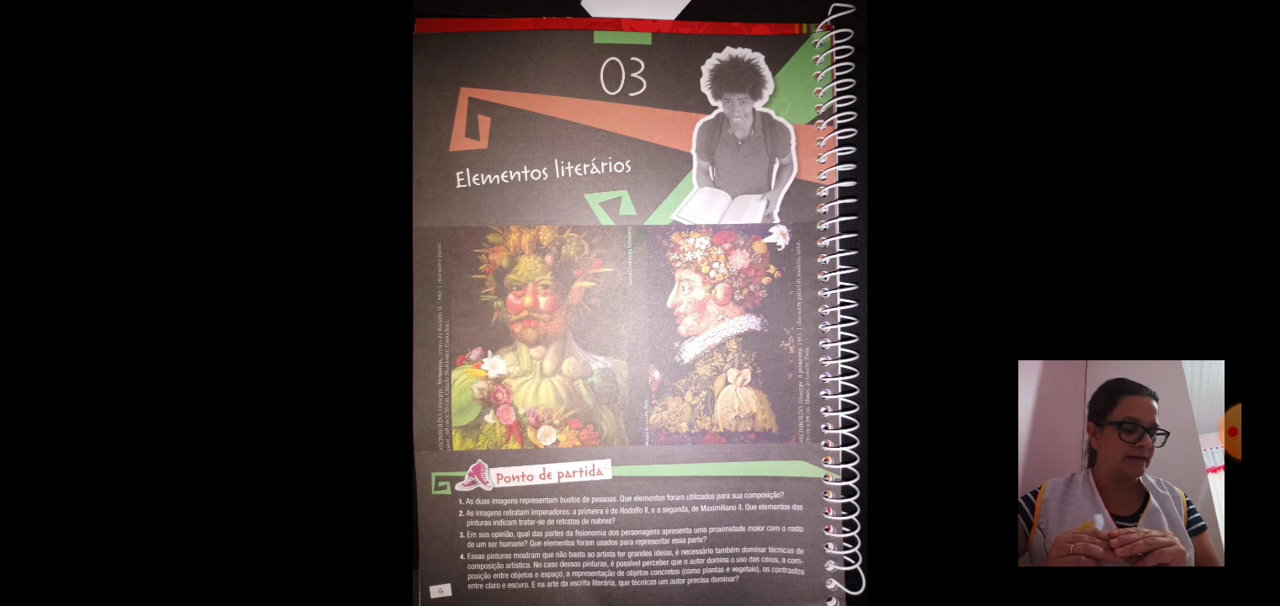 03
Elementos literários
Ponto de partida
1. As duas imagens representam bustos de pessoas. Que elementos foram utilizados para sua composição?
2. As imagens retratam imperadores: a primeira é de Rodolfo II, e a segunda, de Maximiliano II. Que elementos das
pinturas indicam tratar-se de retratos de nobres?
3. Em sua opinião, qual das partes da fisionomia dos personagens apresenta uma proximidade maior com o rosto
de um ser humano? Que elementos foram usados para representar essa parte?
4. Essas pinturas mostram que não basta ao artista ter grandes ideias, é necessário também dominar técnicas de
composição artística. No caso dessas pinturas, é possível perceber que o autor domina o uso das cores, a com-
posição entre objetos e espaço, a representação de objetos concretos (como plantas e vegetais), os contrastes
entre claro e escuro. E na arte da escrita literária, que técnicas um autor precisa dominar?